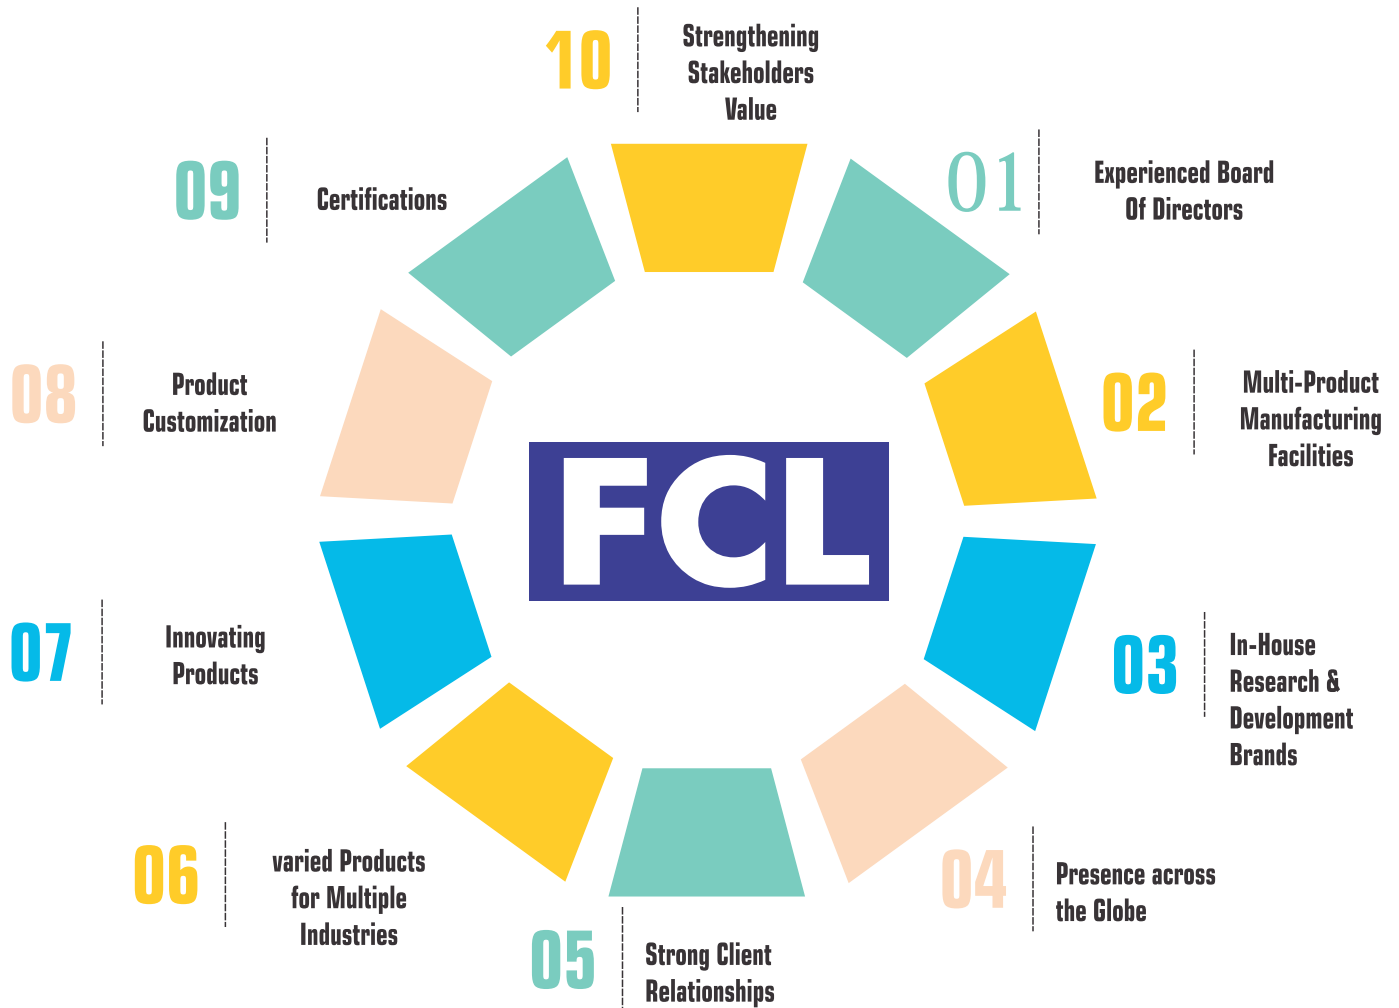 10
Strengthening
Stakeholders
Value
01
Experienced Board
Of Directors
02
Multi-Product
Manufacturing
Facilities
03
In-House
Research &
Development
Brands
04
Presence across
the Globe
05
Strong Client
Relationships
06
varied Products
for Multiple
Industries
07
Innovating
Products
08
Product
Customization
09
Certifications
FCL